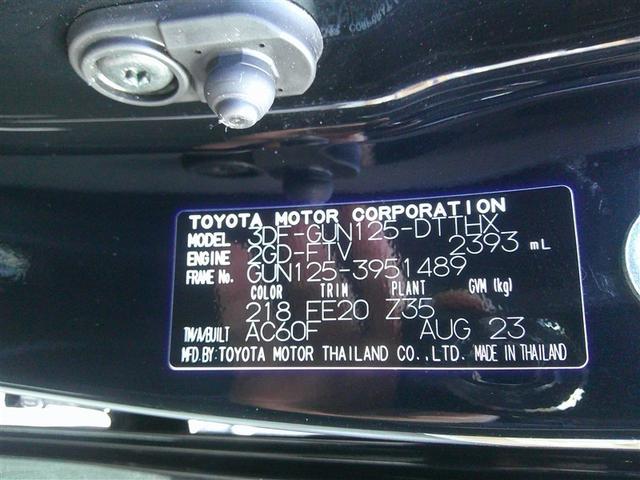 TOYOTA MOTOR CORPORATION
MODEL 3DF-GUN125-DTTHX
ENGINE 2GD-FTV 2393 mL
FRAME No. GUN125-3951489
COLOR TRIM PLANT GVM (kg)
218 FE20 Z35
T/M/A/BUILT AC60F AUG 23
MFD.BY:TOYOTA MOTOR THAILAND CO.,LTD. MADE IN THAILAND